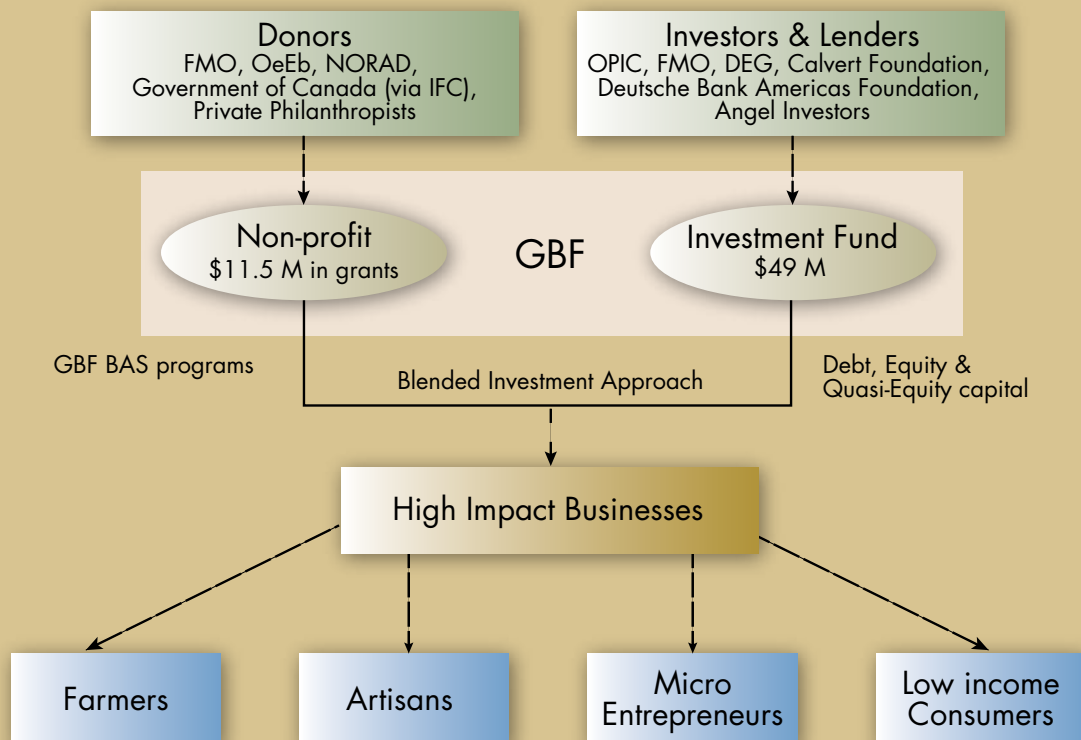 Donors
FMO, OeEb, NORAD,
Government of Canada (via IFC),
Private Philanthropists
Investors & Lenders
OPIC, FMO, DEG, Calvert Foundation,
Deutsche Bank Americas Foundation,
Angel Investors
Non-profit
$11.5 M in grants
GBF
Investment Fund
$49 M
GBF BAS programs
Blended Investment Approach
Debt, Equity &
Quasi-Equity capital
High Impact Businesses
Farmers
Artisans
Micro
Entrepreneurs
Low income
Consumers